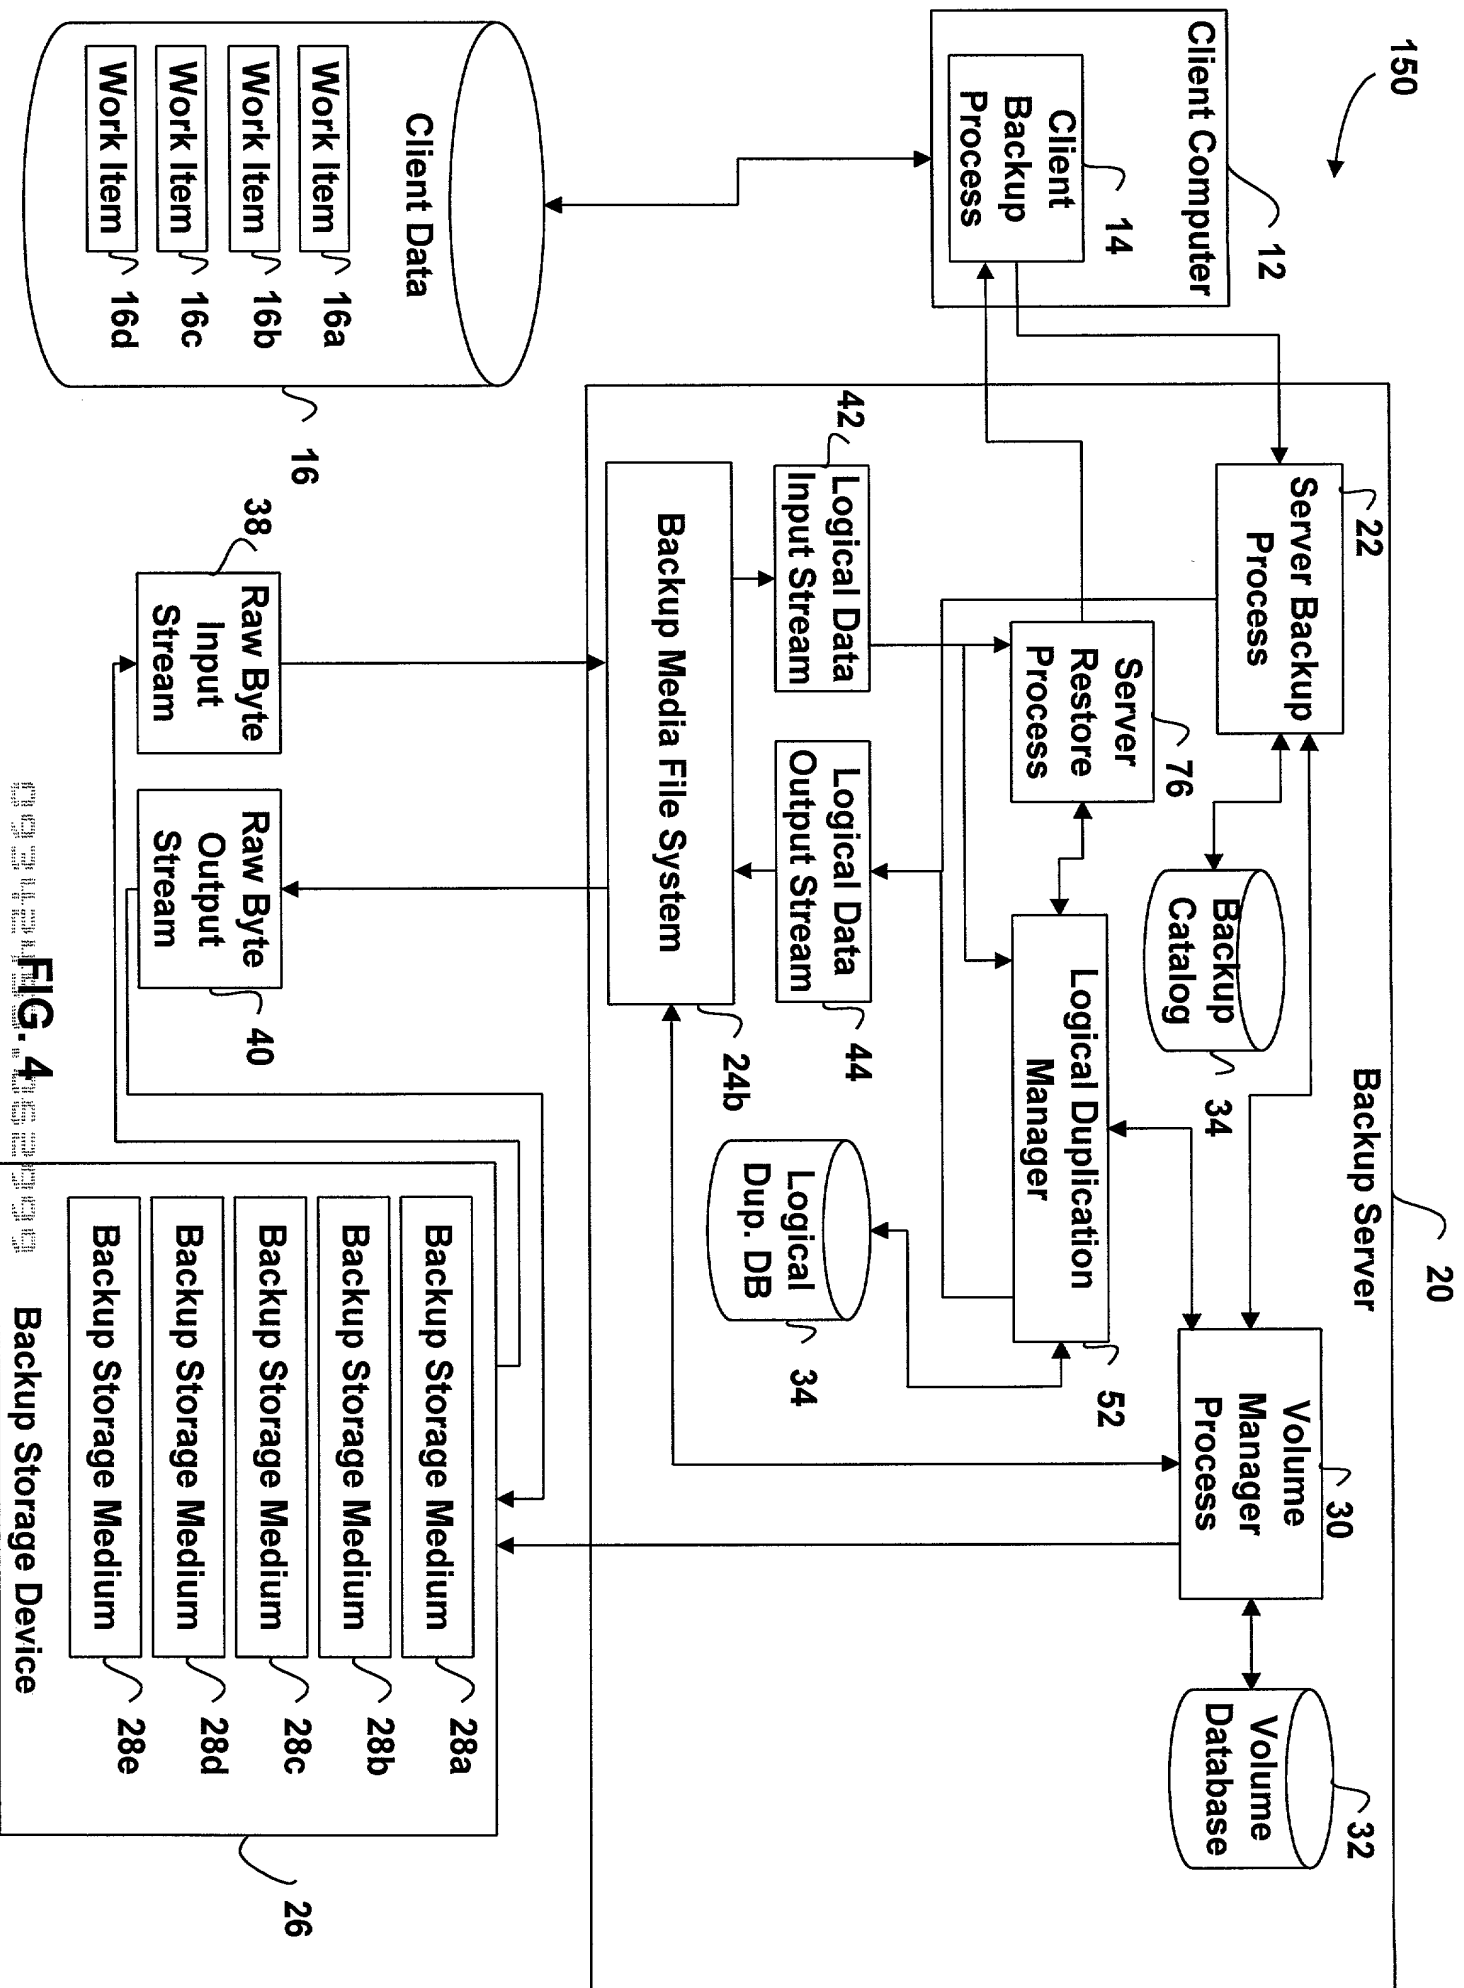 150
Client Computer
12
Client
Backup
Process
14
Client Data
Work Item
16a
Work Item
16b
Work Item
16c
Work Item
16d
16
Backup Server
20
Server Backup
Process
22
Backup
Catalog
34
Volume
Manager
Process
30
Volume
Database
32
Server
Restore
Process
76
Logical Duplication
Manager
52
Logical Data
Input Stream
42
Logical Data
Output Stream
44
Logical
Dup. DB
34
Backup Media File System
24b
Raw Byte
Input
Stream
38
Raw Byte
Output
Stream
40
Backup Storage Medium
28a
Backup Storage Medium
28b
Backup Storage Medium
28c
Backup Storage Medium
28d
Backup Storage Medium
28e
Backup Storage Device
26
FIG. 4